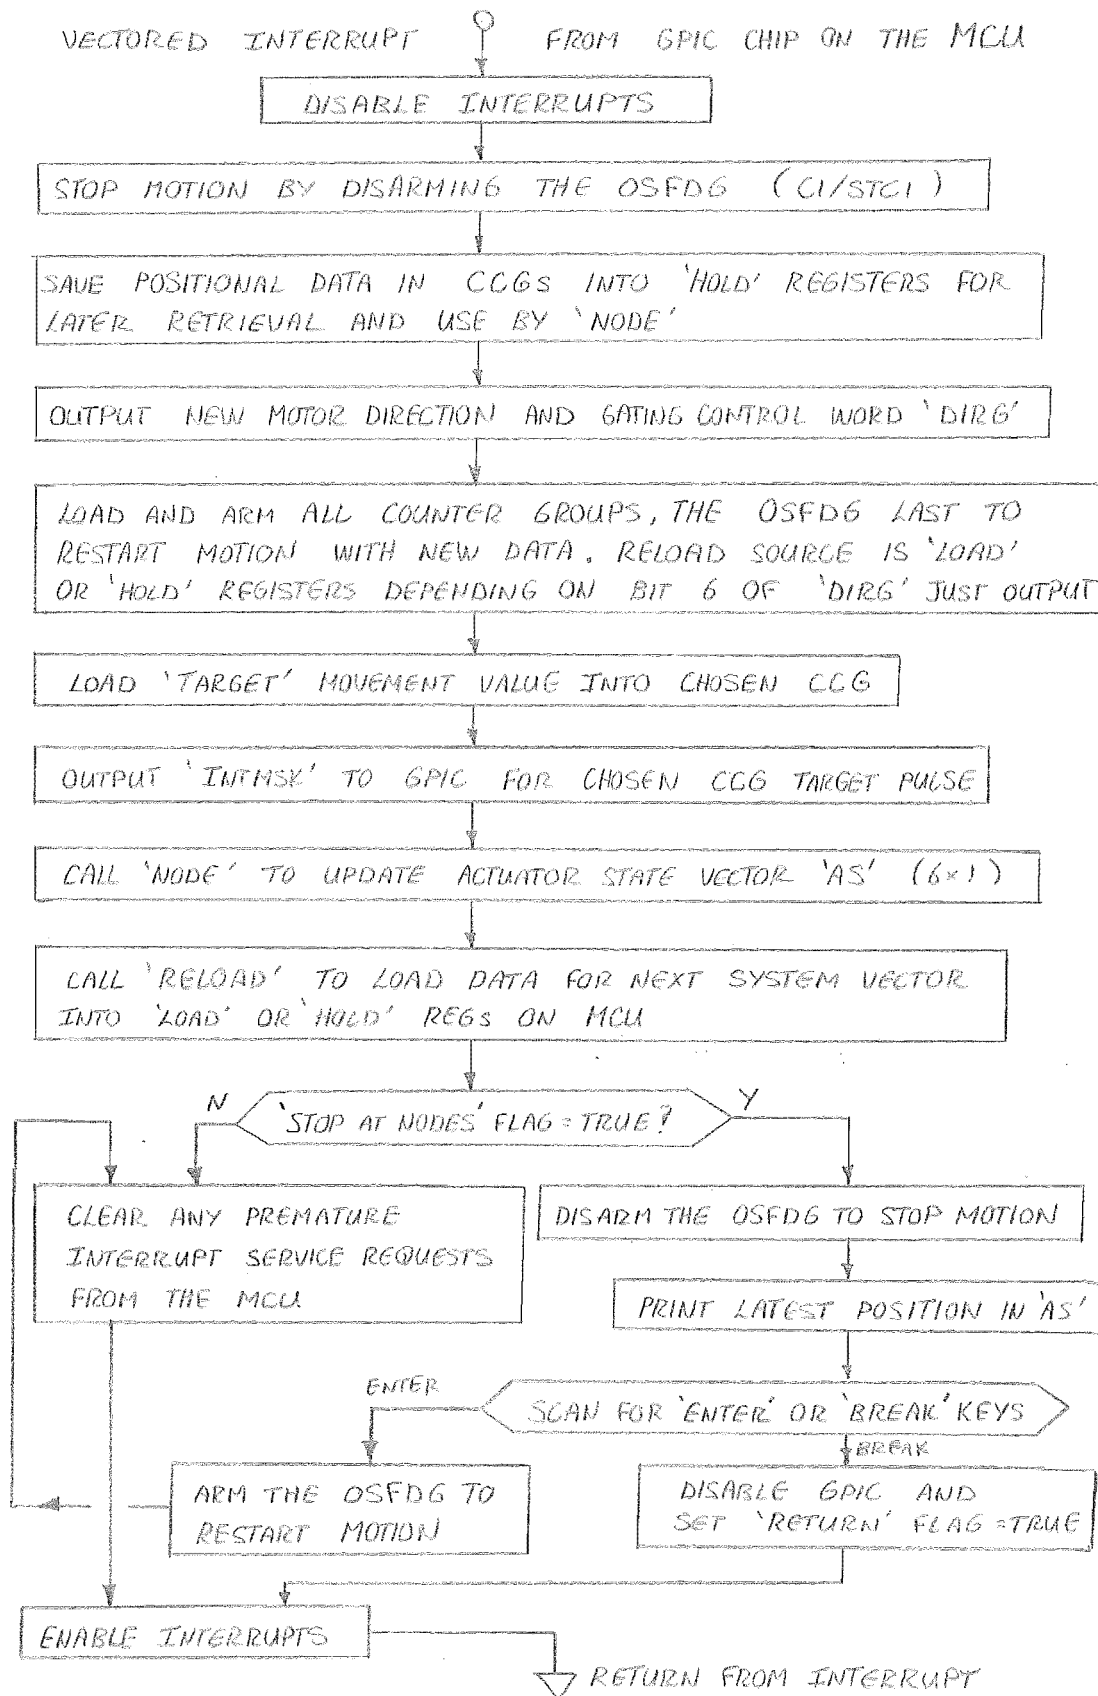 VECTORED INTERRUPT FROM GPIC CHIP ON THE MCU
DISABLE INTERRUPTS
STOP MOTION BY DISARMING THE OSFDG (C1/STC1)
SAVE POSITIONAL DATA IN CCGs INTO 'HOLD' REGISTERS FOR
LATER RETRIEVAL AND USE BY 'NODE'
OUTPUT NEW MOTOR DIRECTION AND GATING CONTROL WORD 'DIRG'
LOAD AND ARM ALL COUNTER GROUPS, THE OSFDG LAST TO
RESTART MOTION WITH NEW DATA. RELOAD SOURCE IS 'LOAD'
OR 'HOLD' REGISTERS DEPENDING ON BIT 6 OF 'DIRG' JUST OUTPUT
LOAD 'TARGET' MOVEMENT VALUE INTO CHOSEN CCG
OUTPUT 'INTMSK' TO GPIC FOR CHOSEN CCG TARGET PULSE
CALL 'NODE' TO UPDATE ACTUATOR STATE VECTOR 'AS' (6×1)
CALL 'RELOAD' TO LOAD DATA FOR NEXT SYSTEM VECTOR
INTO 'LOAD' OR 'HOLD' REGS ON MCU
N
'STOP AT NODES' FLAG = TRUE?
Y
CLEAR ANY PREMATURE
INTERRUPT SERVICE REQUESTS
FROM THE MCU
DISARM THE OSFDG TO STOP MOTION
PRINT LATEST POSITION IN 'AS'
ENTER
SCAN FOR 'ENTER' OR 'BREAK' KEYS
BREAK
ARM THE OSFDG TO
RESTART MOTION
DISABLE GPIC AND
SET 'RETURN' FLAG = TRUE
ENABLE INTERRUPTS
RETURN FROM INTERRUPT